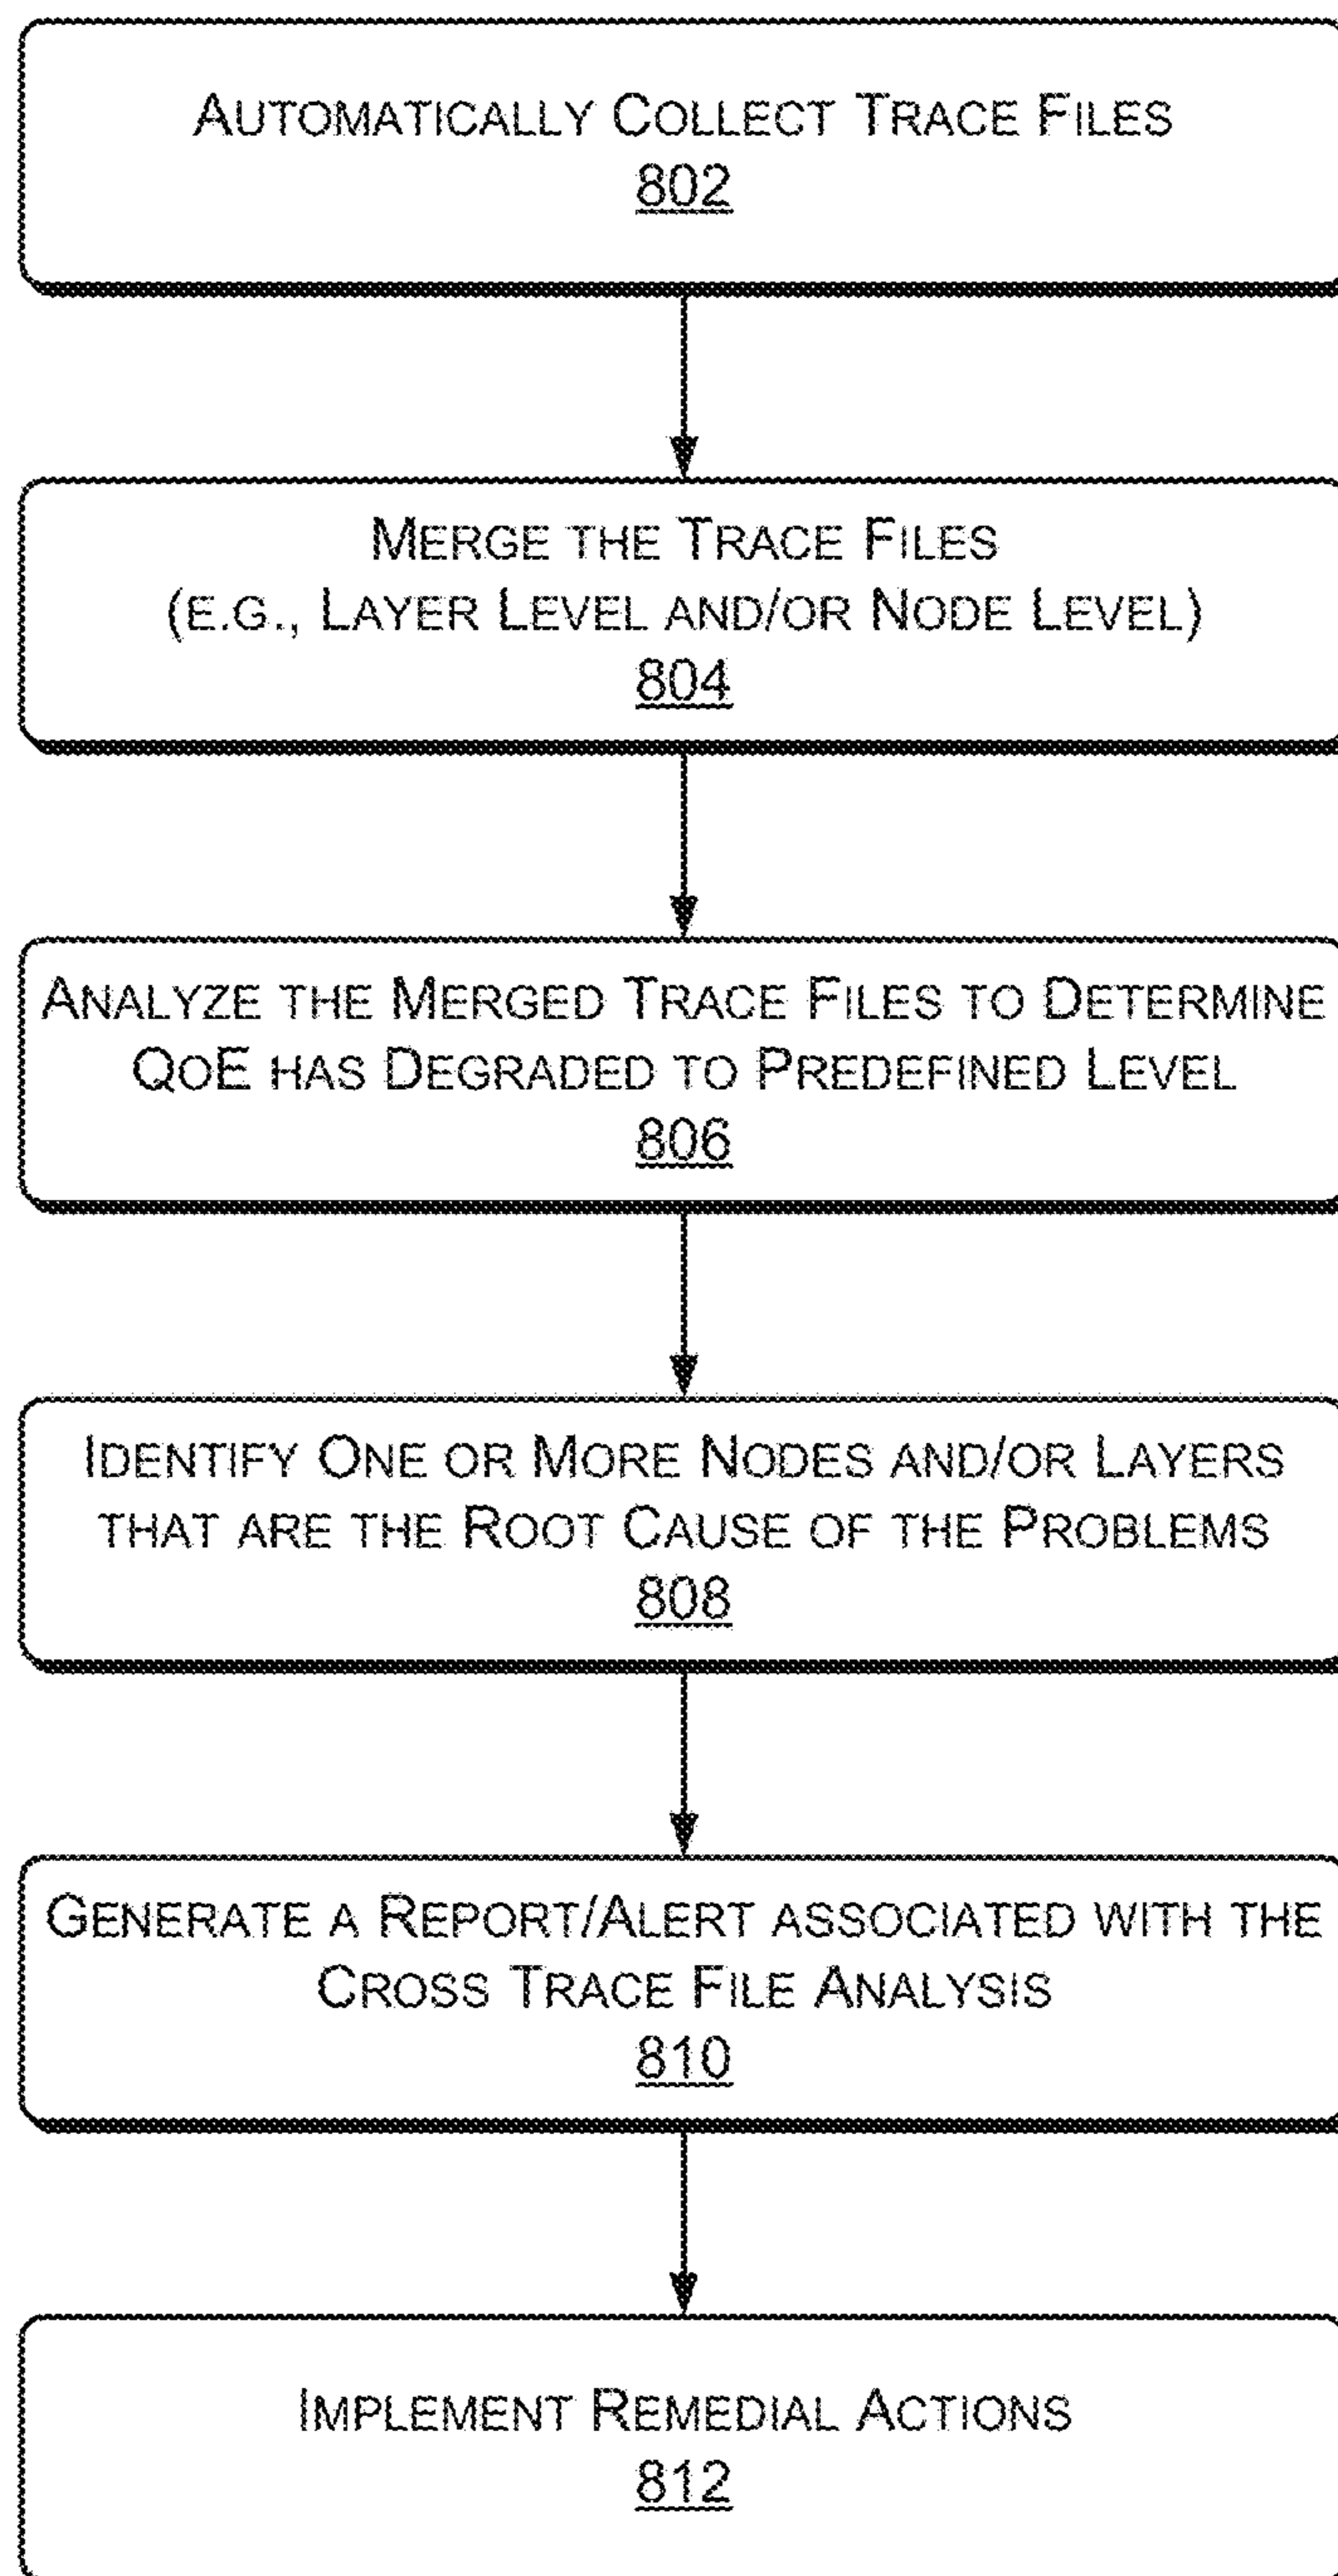 AUTOMATICALLY COLLECT TRACE FILES
802
MERGE THE TRACE FILES
(E.G., LAYER LEVEL AND/OR NODE LEVEL)
804
ANALYZE THE MERGED TRACE FILES TO DETERMINE
QOE HAS DEGRADED TO PREDEFINED LEVEL
806
IDENTIFY ONE OR MORE NODES AND/OR LAYERS
THAT ARE THE ROOT CAUSE OF THE PROBLEMS
808
GENERATE A REPORT/ALERT ASSOCIATED WITH THE
CROSS TRACE FILE ANALYSIS
810
IMPLEMENT REMEDIAL ACTIONS
812